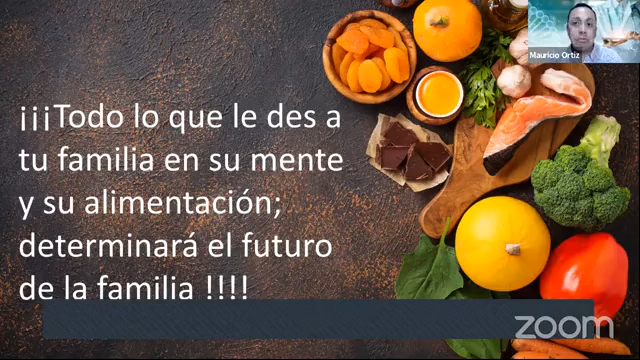 Mauricio Ortiz
¡¡¡Todo lo que le des a
tu familia en su mente
y su alimentación;
determinará el futuro
de la familia !!!!
zoom